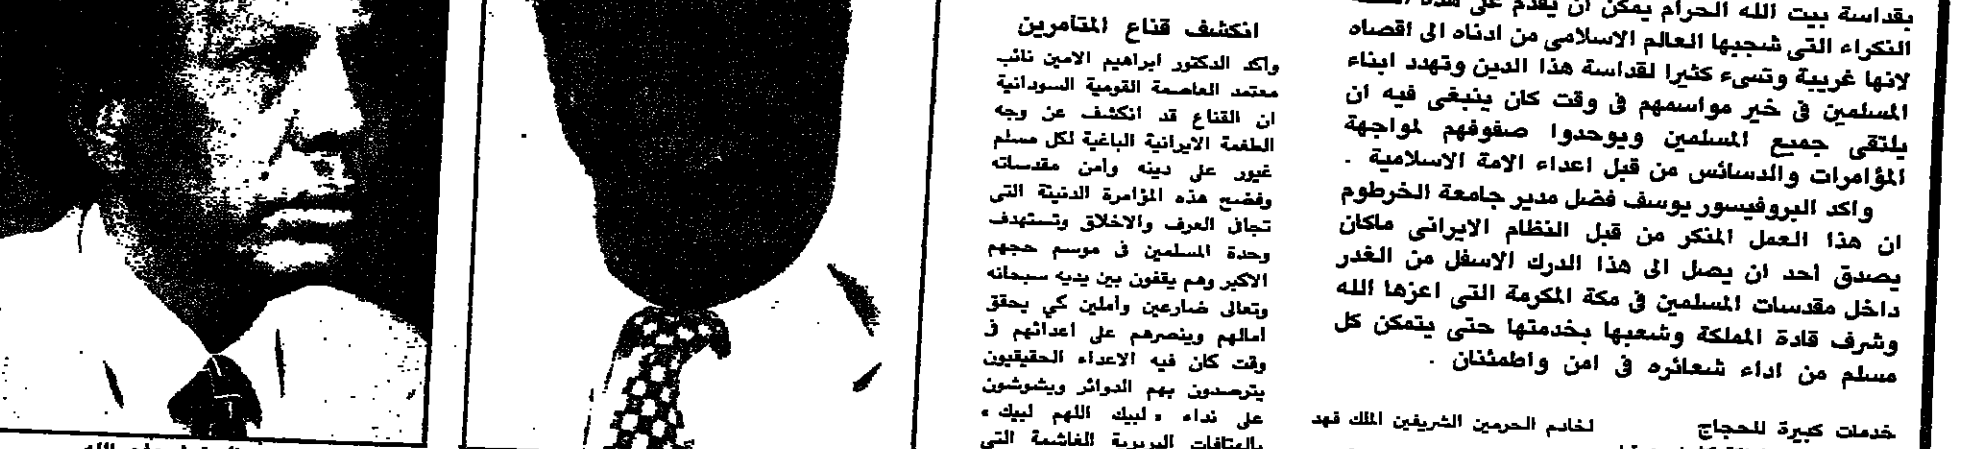 بقداسة بيت الله الحرام يمكن ان يقدم على هذه
النكراء التى شجبها العالم الاسلامى من ادناه الى اقصاه
لانها غريبة وتسىء كثيرا لقداسة هذا الدين وتهدد ابناء
المسلمين فى خير مواسمهم فى وقت كان ينبغى فيه ان
يلتقى جميع المسلمين ويوحدوا صفوفهم لمواجهة
المؤامرات والدسائس من قبل اعداء الامة الاسلامية .
واكد البروفيسور يوسف فضل مدير جامعة الخرطوم
ان هذا العمل المنكر من قبل النظام الايرانى ماكان
يصدق أحد ان يصل الى هذا الدرك الاسفل من الغدر
داخل مقدسات المسلمين فى مكة المكرمة التى اعزها الله
وشرف قادة المملكة وشعبها بخدمتها حتى يتمكن كل
مسلم من اداء شعائره فى امن واطمئنان .
خدمات كبيرة للحجاج
لخادم الحرمين الشريفين الملك فهد
انكشف قناع المتآمرين
واكد الدكتور ابراهيم الامين نائب
معتمد العاصمة القومية السودانية
ان القناع قد انكشف عن وجه
الطغمة الايرانية الباغية لكل مسلم
غيور على دينه وأمن مقدساته
وفضح هذه المؤامرة الدنيئة التى
تجافى العرف والاخلاق وتستهدف
وحدة المسلمين فى موسم حجهم
الاكبر وهم يقفون بين يديه سبحانه
وتعالى ضارعين وأملين كي يحقق
امالهم وينصرهم على اعدائهم فى
وقت كان فيه الاعداء الحقيقيون
يترصدون بهم الدوائر ويشوشون
على نداء « لبيك اللهم لبيك »
بالهتافات البربرية الغاشمة التى